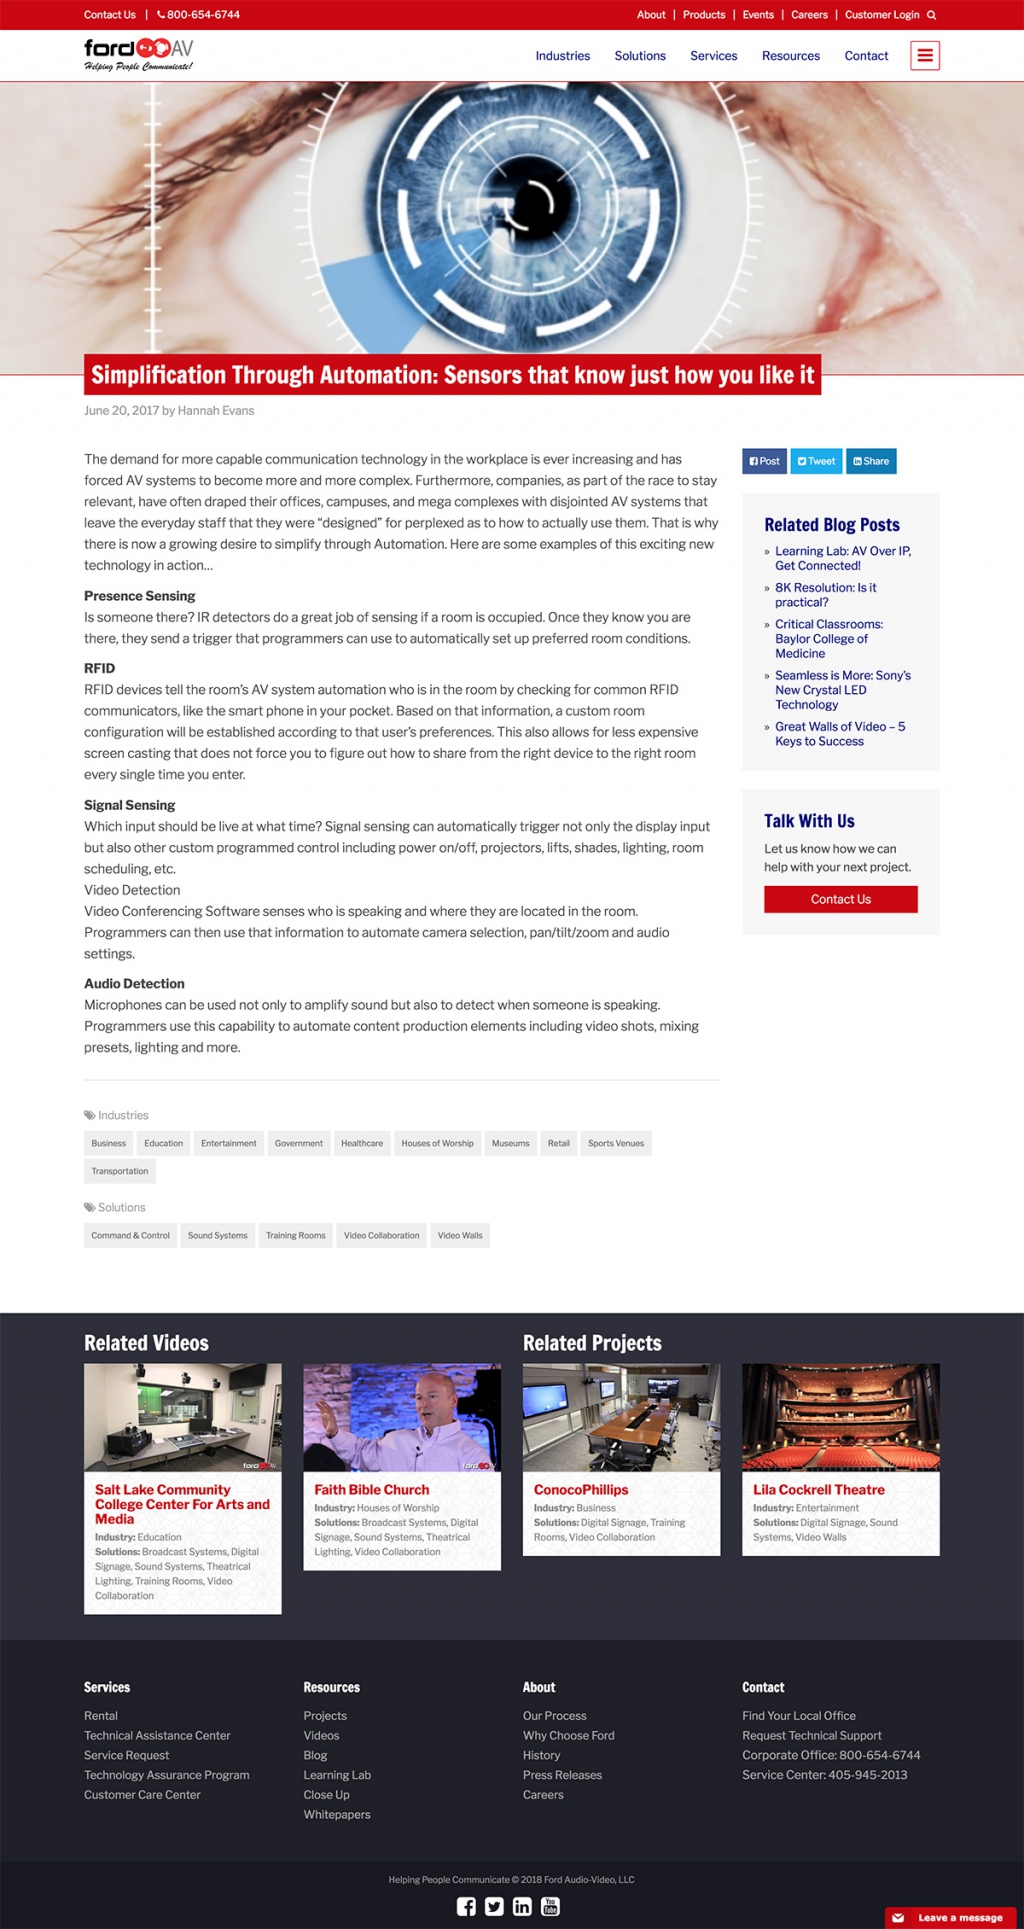 Contact Us | 800-654-6744
About | Products | Events | Careers | Customer Login
ford AV
Helping People Communicate!
Industries Solutions Services Resources Contact
Simplification Through Automation: Sensors that know just how you like it
June 20, 2017 by Hannah Evans
The demand for more capable communication technology in the workplace is ever increasing and has
forced AV systems to become more and more complex. Furthermore, companies, as part of the race to stay
relevant, have often draped their offices, campuses, and mega complexes with disjointed AV systems that
leave the everyday staff that they were “designed” for perplexed as to how to actually use them. That is why
there is now a growing desire to simplify through Automation. Here are some examples of this exciting new
technology in action…
Presence Sensing
Is someone there? IR detectors do a great job of sensing if a room is occupied. Once they know you are
there, they send a trigger that programmers can use to automatically set up preferred room conditions.
RFID
RFID devices tell the room’s AV system automation who is in the room by checking for common RFID
communicators, like the smart phone in your pocket. Based on that information, a custom room
configuration will be established according to that user’s preferences. This also allows for less expensive
screen casting that does not force you to figure out how to share from the right device to the right room
every single time you enter.
Signal Sensing
Which input should be live at what time? Signal sensing can automatically trigger not only the display input
but also other custom programmed control including power on/off, projectors, lifts, shades, lighting, room
scheduling, etc.
Video Detection
Video Conferencing Software senses who is speaking and where they are located in the room.
Programmers can then use that information to automate camera selection, pan/tilt/zoom and audio
settings.
Audio Detection
Microphones can be used not only to amplify sound but also to detect when someone is speaking.
Programmers use this capability to automate content production elements including video shots, mixing
presets, lighting and more.
Post Tweet Share
Related Blog Posts
» Learning Lab: AV Over IP,
Get Connected!
» 8K Resolution: Is it
practical?
» Critical Classrooms:
Baylor College of
Medicine
» Seamless is More: Sony’s
New Crystal LED
Technology
» Great Walls of Video – 5
Keys to Success
Talk With Us
Let us know how we can
help with your next project.
Contact Us
Industries
Business Education Entertainment Government Healthcare Houses of Worship Museums Retail Sports Venues
Transportation
Solutions
Command & Control Sound Systems Training Rooms Video Collaboration Video Walls
Related Videos
ford AV
Salt Lake Community
College Center For Arts and
Media
Industry: Education
Solutions: Broadcast Systems, Digital
Signage, Sound Systems, Theatrical
Lighting, Training Rooms, Video
Collaboration
ford AV
Faith Bible Church
Industry: Houses of Worship
Solutions: Broadcast Systems, Digital
Signage, Sound Systems, Theatrical
Lighting, Video Collaboration
Related Projects
ConocoPhillips
Industry: Business
Solutions: Digital Signage, Training
Rooms, Video Collaboration
Lila Cockrell Theatre
Industry: Entertainment
Solutions: Digital Signage, Sound
Systems, Video Walls
Services
Rental
Technical Assistance Center
Service Request
Technology Assurance Program
Customer Care Center
Resources
Projects
Videos
Blog
Learning Lab
Close Up
Whitepapers
About
Our Process
Why Choose Ford
History
Press Releases
Careers
Contact
Find Your Local Office
Request Technical Support
Corporate Office: 800-654-6744
Service Center: 405-945-2013
Helping People Communicate © 2018 Ford Audio-Video, LLC
You Tube
Leave a message